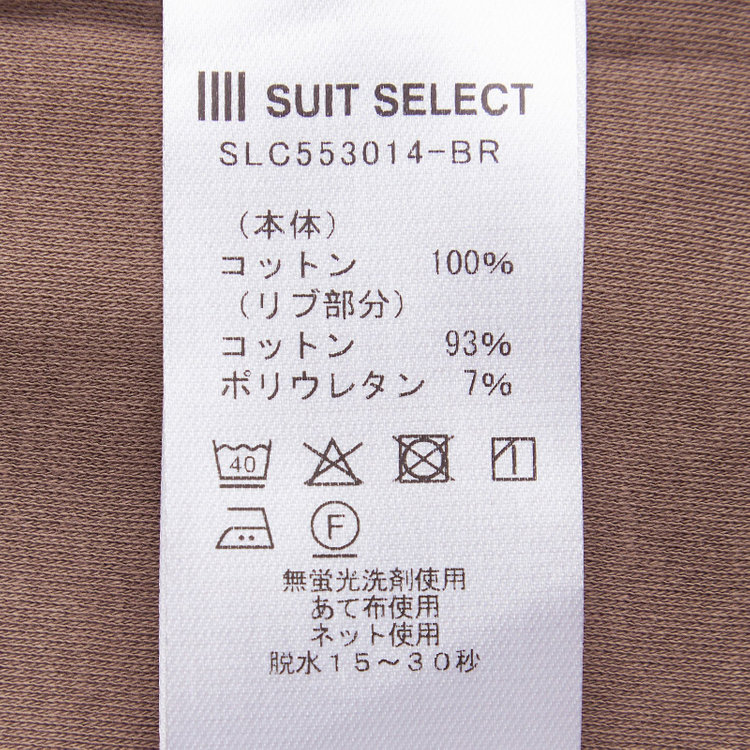 SUIT SELECT
SLC553014-BR
(本体)
コットン 100%
(リブ部分)
コットン 93%
ポリウレタン 7%
40
F
無蛍光洗剤使用
あて布使用
ネット使用
脱水15~30秒